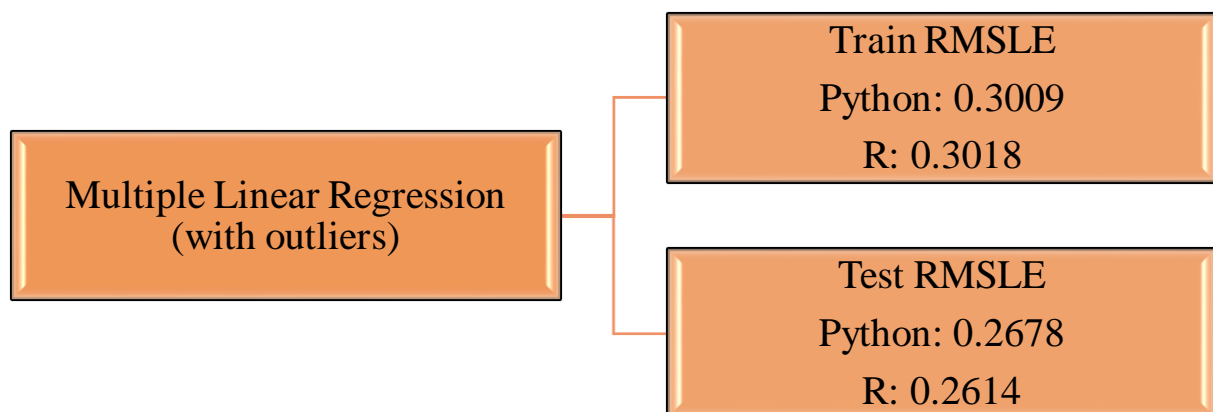 Multiple Linear Regression
(with outliers)
Train RMSLE
Python: 0.3009
R: 0.3018
Test RMSLE
Python: 0.2678
R: 0.2614